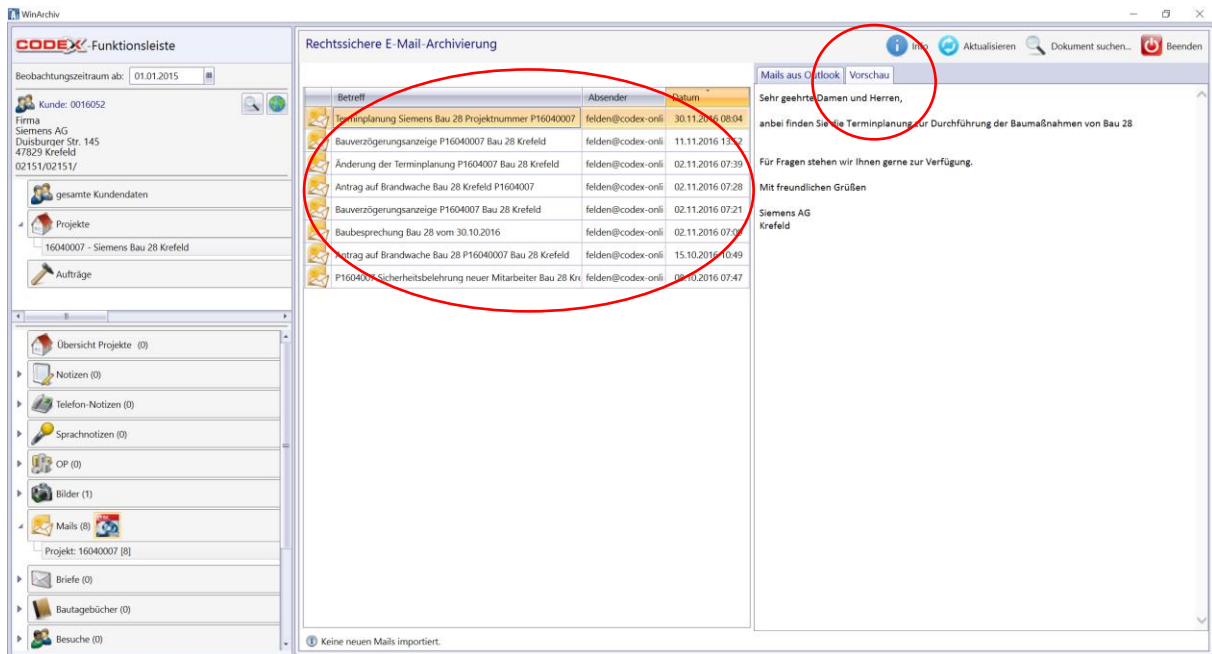 WinArchiv
CODEX-Funktionsleiste
Beobachtungszeitraum ab: 01.01.2015
Kunde: 0016052
Firma
Siemens AG
Duisburger Str. 145
47829 Krefeld
02151/02151/
gesamte Kundendaten
Projekte
16040007 - Siemens Bau 28 Krefeld
Aufträge
Übersicht Projekte (0)
Notizen (0)
Telefon-Notizen (0)
Sprachnotizen (0)
OP (0)
Bilder (1)
Mails (8)
Projekt: 16040007 [8]
Briefe (0)
Bautagebücher (0)
Besuche (0)
Rechtssichere E-Mail-Archivierung
Info Aktualisieren Dokument suchen... Beenden
Betreff Absender Datum
Terminplanung Siemens Bau 28 Projektnummer P16040007 felden@codex-onli 30.11.2016 08:04
Bauverzögerungsanzeige P16040007 Bau 28 Krefeld felden@codex-onli 11.11.2016 13:52
Änderung der Terminplanung P1604007 Bau 28 Krefeld felden@codex-onli 02.11.2016 07:39
Antrag auf Brandwache Bau 28 Krefeld P1604007 felden@codex-onli 02.11.2016 07:28
Bauverzögerungsanzeige P1604007 Bau 28 Krefeld felden@codex-onli 02.11.2016 07:21
Baubesprechung Bau 28 vom 30.10.2016 felden@codex-onli 02.11.2016
Antrag auf Brandwache Bau 28 P16040007 Bau 28 Krefeld felden@codex-onli 15.10.2016 10:49
P1604007 Sicherheitsbelehrung neuer Mitarbeiter Bau 28 Kre felden@codex-onli 08.10.2016 07:47
Keine neuen Mails importiert.
Mails aus Outlook Vorschau
Sehr geehrte Damen und Herren,
anbei finden Sie die Terminplanung zur Durchführung der Baumaßnahmen von Bau 28
Für Fragen stehen wir Ihnen gerne zur Verfügung.
Mit freundlichen Grüßen
Siemens AG
Krefeld